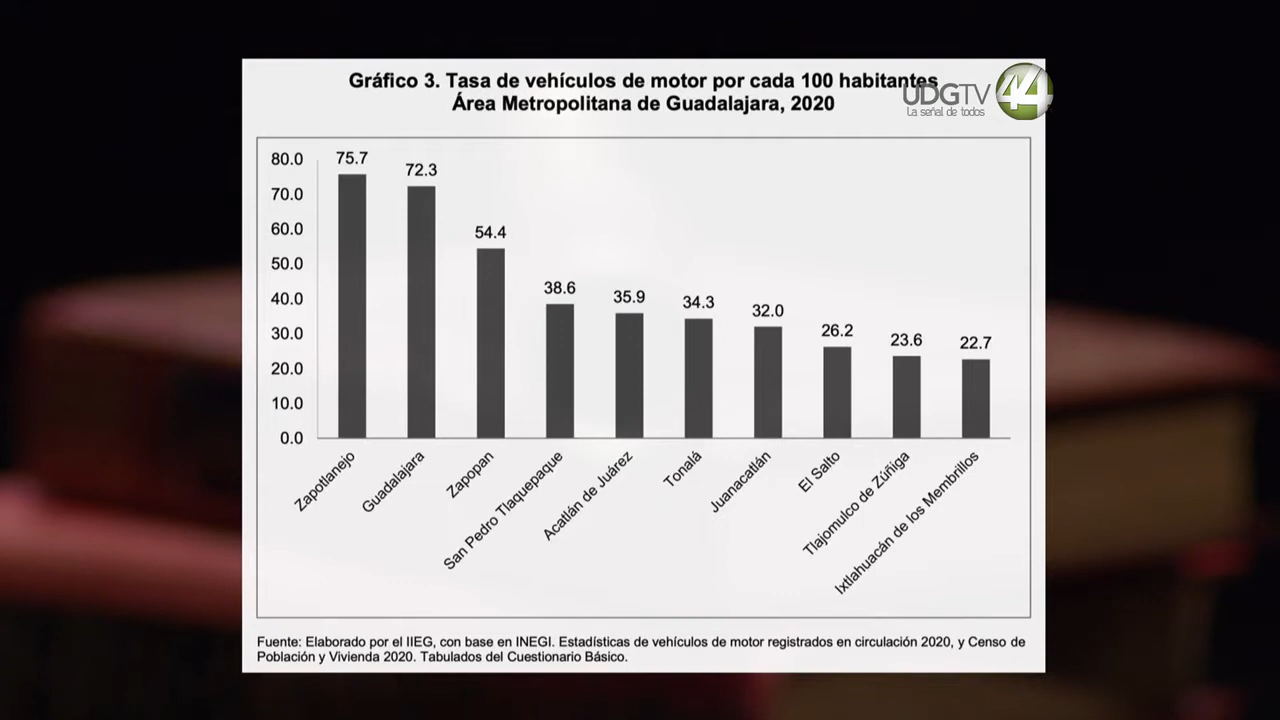 Gráfico 3. Tasa de vehículos de motor por cada 100 habitantes
Área Metropolitana de Guadalajara, 2020
UDGTV 44
La señal de todos
80.0
70.0
60.0
50.0
40.0
30.0
20.0
10.0
0.0
75.7
72.3
54.4
38.6
35.9
34.3
32.0
26.2
23.6
22.7
Zapotlanejo
Guadalajara
Zapopan
San Pedro Tlaquepaque
Acatlán de Juárez
Tonalá
Juanacatlán
El Salto
Tlajomulco de Zúñiga
Ixtlahuacán de los Membrillos
Fuente: Elaborado por el IIEG, con base en INEGI. Estadísticas de vehículos de motor registrados en circulación 2020, y Censo de
Población y Vivienda 2020. Tabulados del Cuestionario Básico.